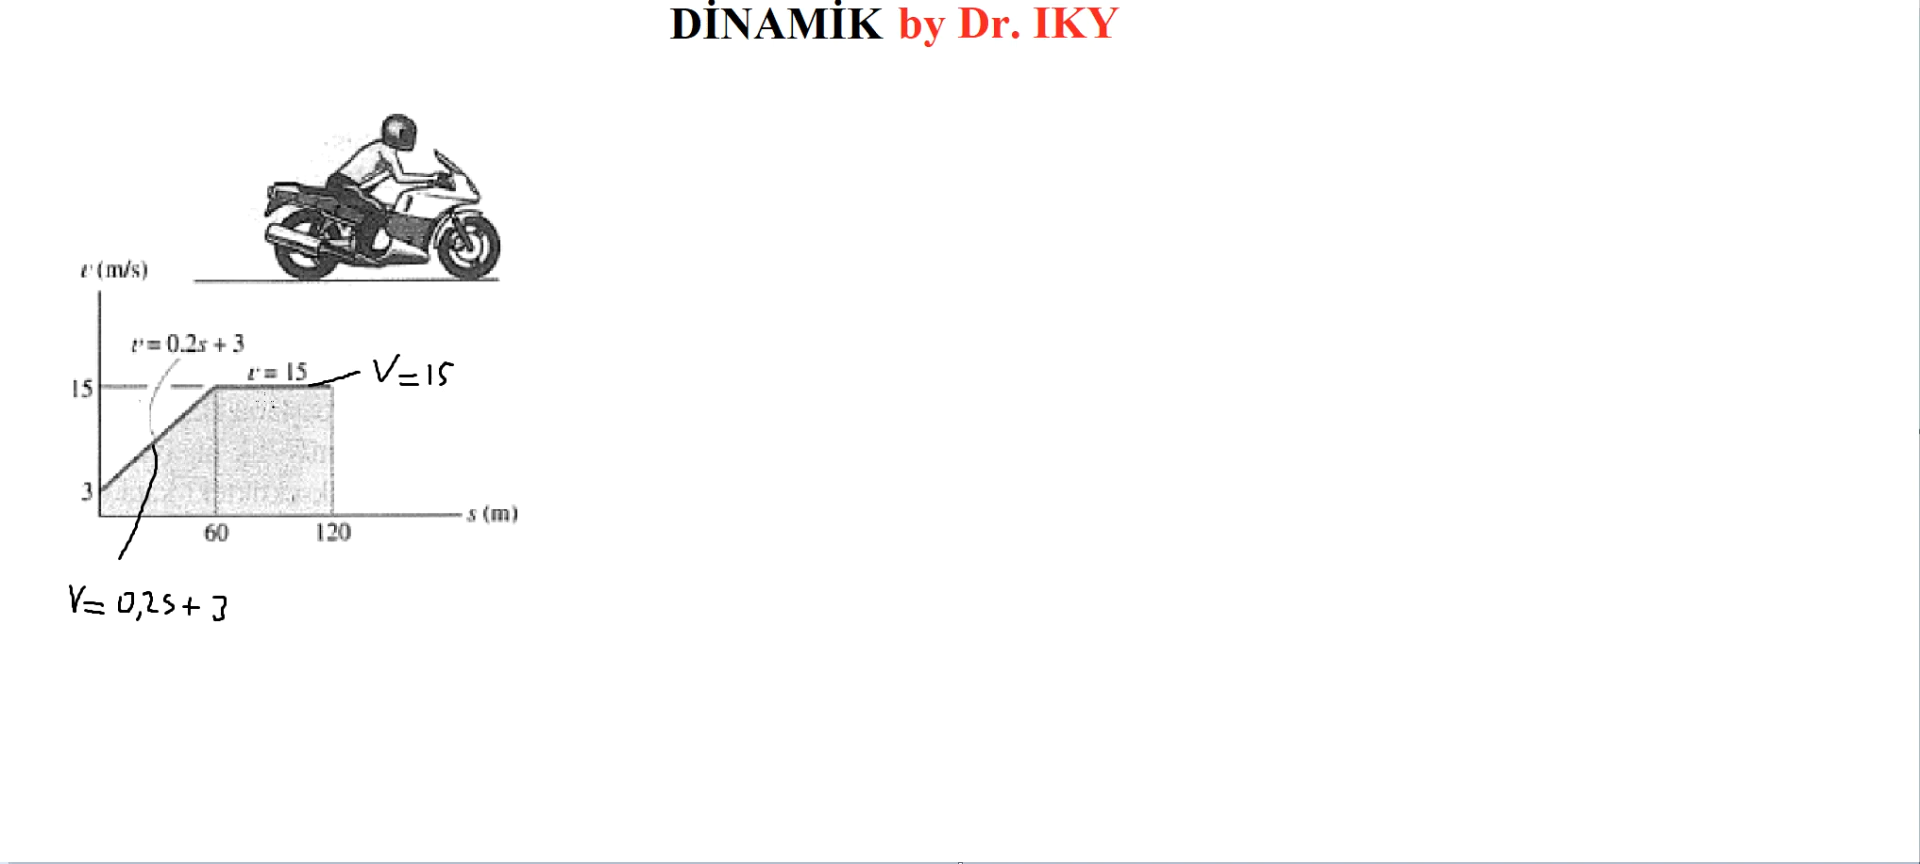 DİNAMİK by Dr. IKY
v (m/s)
v = 0.2s + 3
v = 15
V=15
15
3
s (m)
60
120
V= 0,2s+ 3